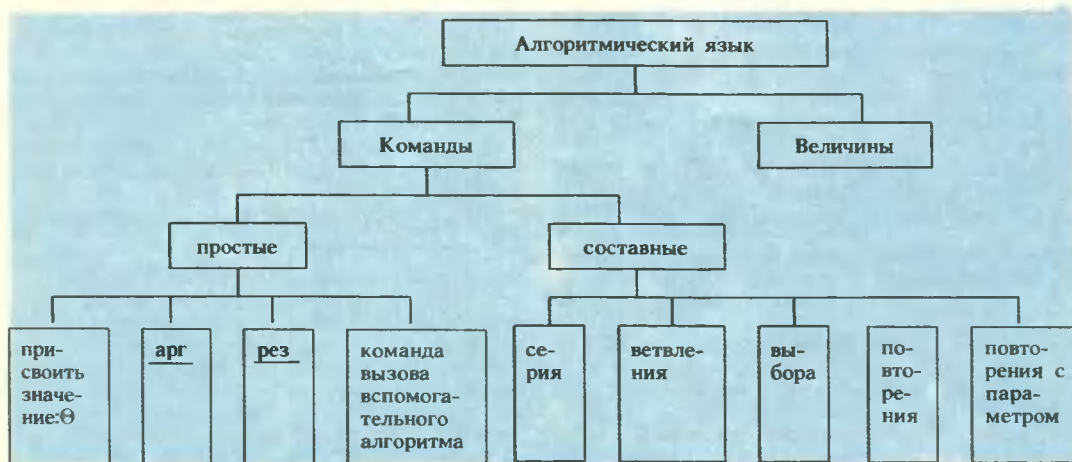 Алгоритмический язык
Команды
Величины
простые
составные
при-
своить
значе-
ние:Θ
арг
рез
команда
вызова
вспомога-
тельного
алгоритма
се-
рия
ветвле-
ния
вы-
бора
по-
вто-
ре-
ния
повто-
рения с
пара-
метром